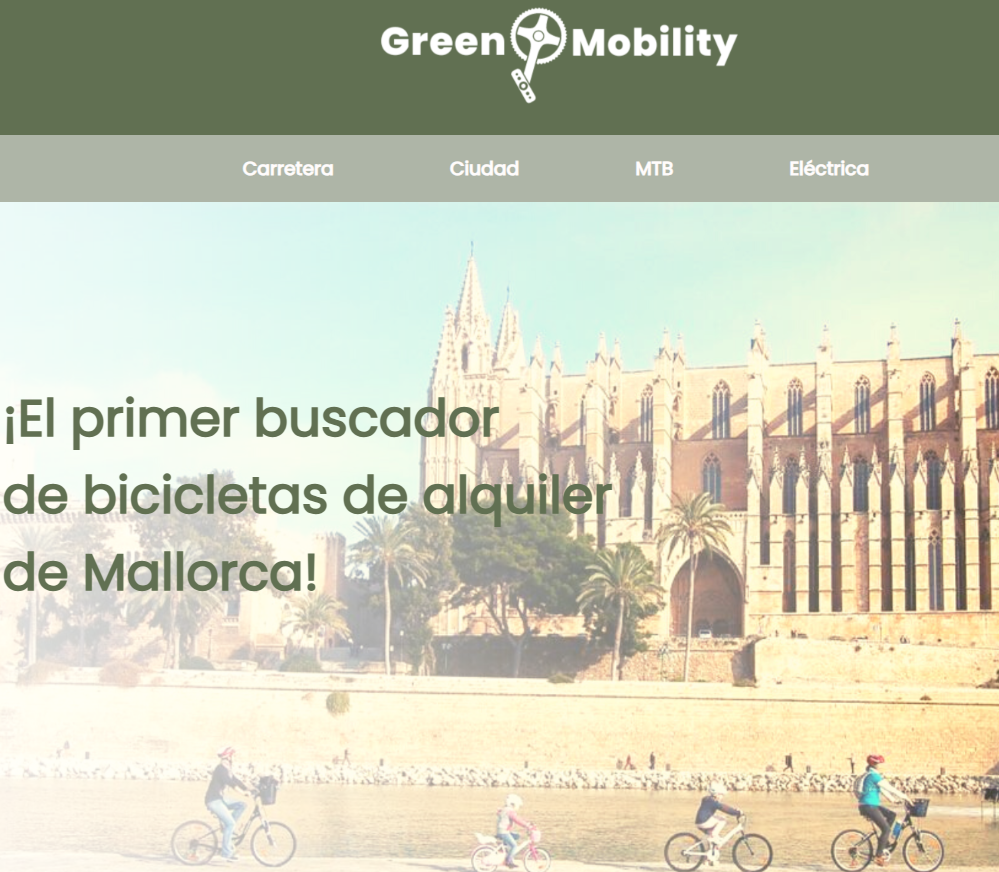 Green Mobility
Carretera Ciudad MTB Eléctrica
¡El primer buscador
de bicicletas de alquiler
de Mallorca!